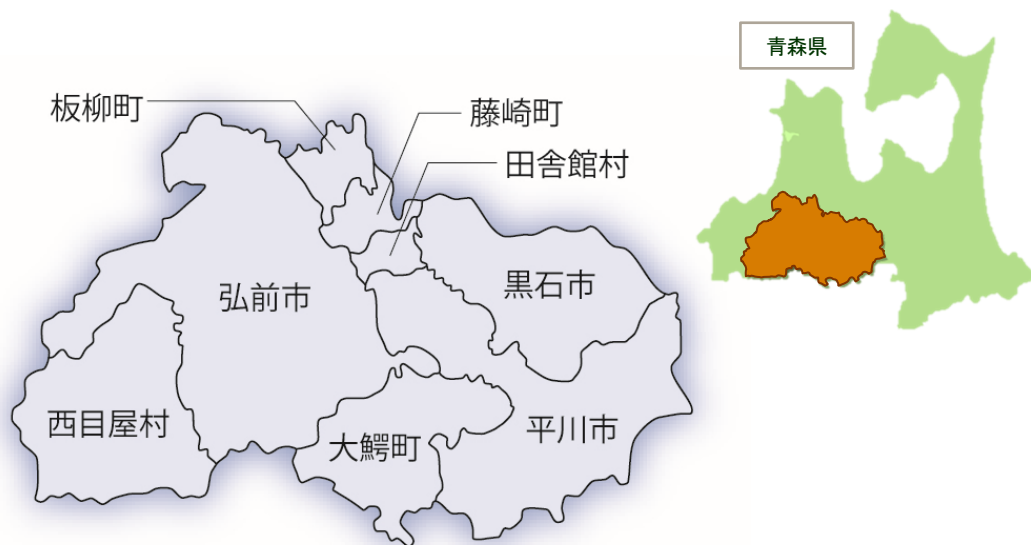 青森県
板柳町
藤崎町
田舎館村
弘前市
黒石市
西目屋村
大鰐町
平川市